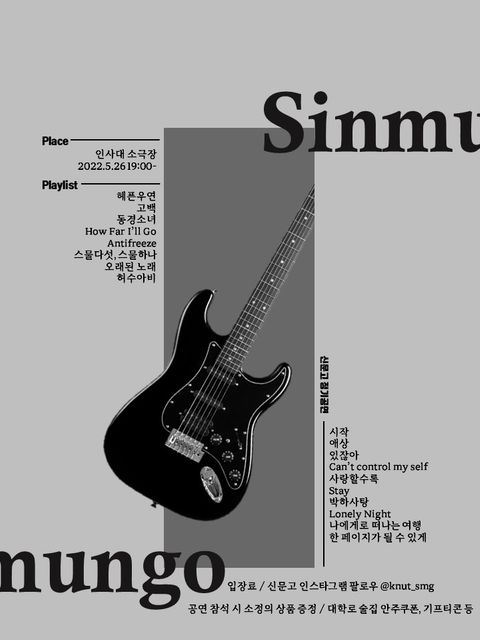 Sinmu
Place
인사대 소극장
2022.5.26 19:00-
Playlist
헤픈우연
고백
동경소녀
How Far I'll Go
Antifreeze
스물다섯, 스물하나
오래된 노래
허수아비
신문고 정기공연
시작
애상
있잖아
Can't control my self
사랑할수록
Stay
박하사탕
Lonely Night
나에게로 떠나는 여행
한 페이지가 될 수 있게
mungo
입장료 / 신문고 인스타그램 팔로우 @knut_smg
공연 참석 시 소정의 상품 증정 / 대학로 술집 안주쿠폰, 기프티콘 등